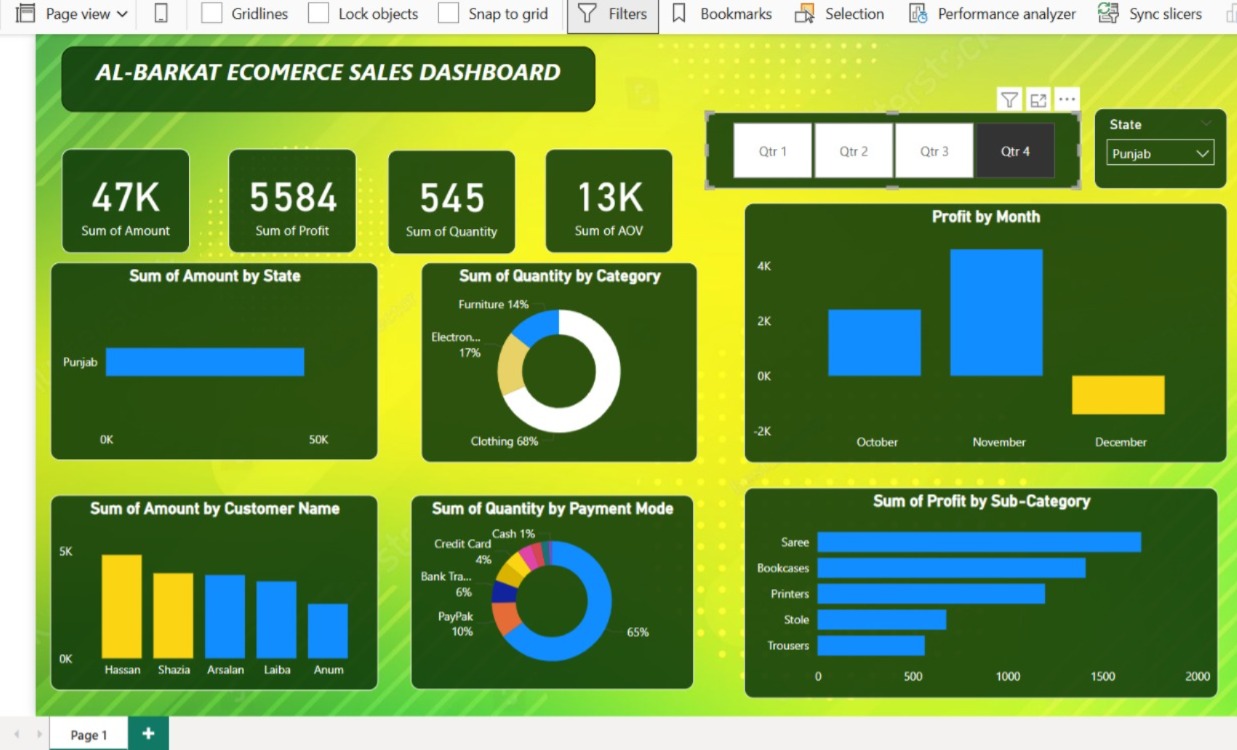 Page view
Gridlines
Lock objects
Snap to grid
Filters
Bookmarks
Selection
Performance analyzer
Sync slicers
AL-BARKAT ECOMERCE SALES DASHBOARD
Qtr 1
Qtr 2
Qtr 3
Qtr 4
State
Punjab
47K
Sum of Amount
5584
Sum of Profit
545
Sum of Quantity
13K
Sum of AOV
Sum of Amount by State
Punjab
0K
50K
Sum of Quantity by Category
Furniture 14%
Electron...
17%
Clothing 68%
Profit by Month
4K
2K
0K
-2K
October
November
December
Sum of Amount by Customer Name
5K
0K
Hassan
Shazia
Arsalan
Laiba
Anum
Sum of Quantity by Payment Mode
Cash 1%
Credit Card
4%
Bank Tra...
6%
PayPak
10%
65%
Sum of Profit by Sub-Category
Saree
Bookcases
Printers
Stole
Trousers
0
500
1000
1500
2000
Page 1